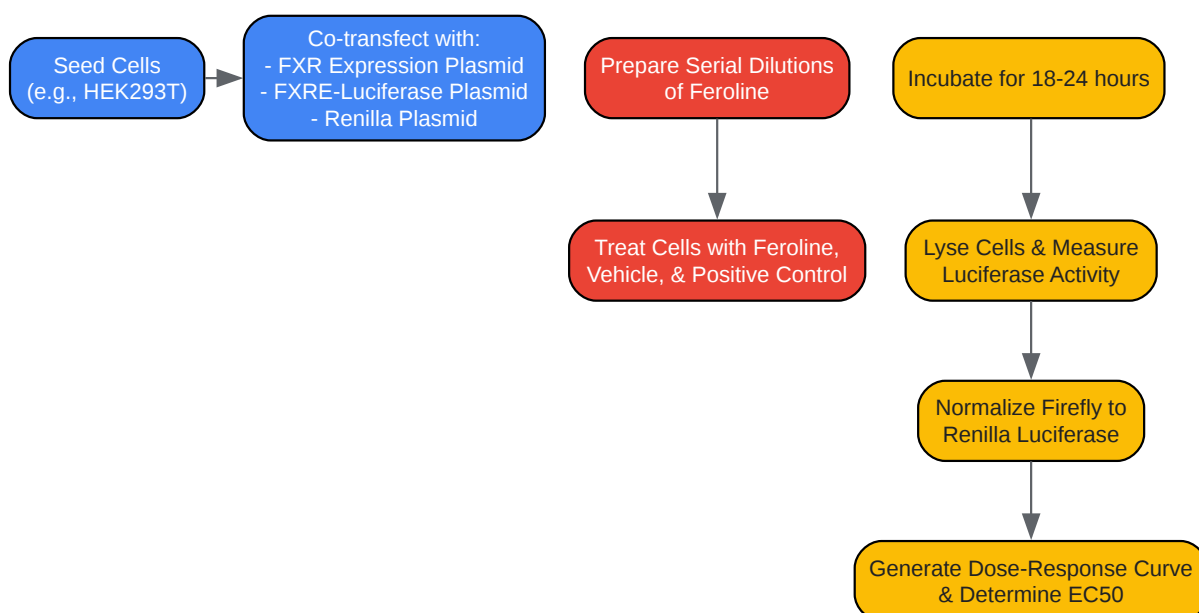 Seed Cells
(e.g., HEK293T)
Co-transfect with:
- FXR Expression Plasmid
- FXRE-Luciferase Plasmid
- Renilla Plasmid
Prepare Serial Dilutions
of Feroline
Treat Cells with Feroline,
Vehicle, & Positive Control
Incubate for 18-24 hours
Lyse Cells & Measure
Luciferase Activity
Normalize Firefly to
Renilla Luciferase
Generate Dose-Response Curve
& Determine EC50